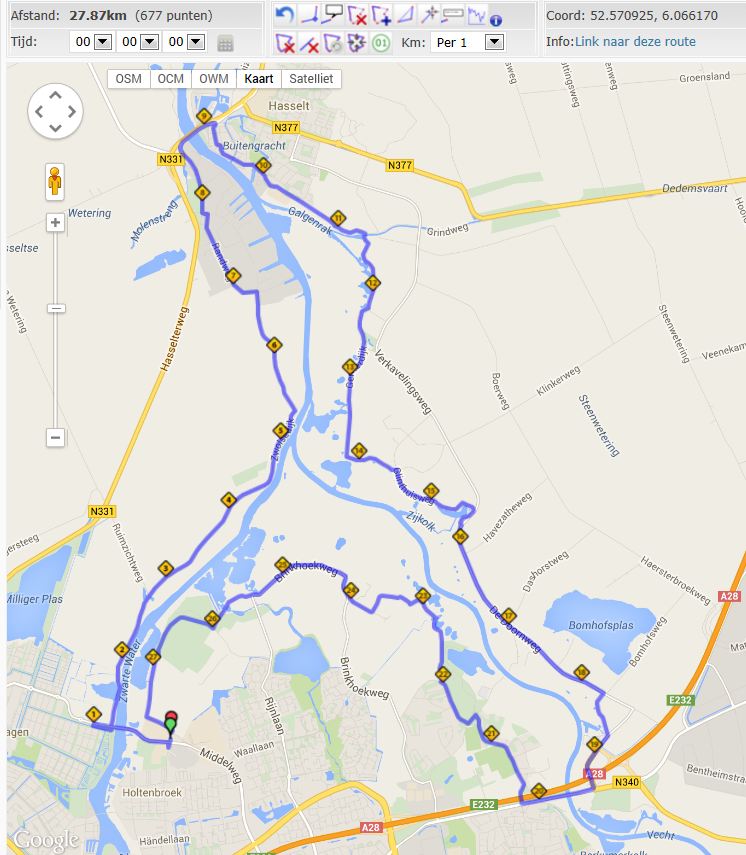 Afstand: 27.87km (677 punten)
Coord: 52.570925, 6.066170
Tijd: 00 00 00
01
Km: Per 1
Info:Link naar deze route
OSM OCM OWM Kaart Satelliet
Groensland
Hasselt
9
N377
Buitengracht
N331
10
N377
8
Dedemsvaart
Wetering
Molenstreng
Galgenrak
11
Grindweg
sseltse
7
12
Steenwetering
Hasselterweg
6
Verkavelingsweg
13
Veenekam
Klinkerweg
Boerweg
Steenwetering
5
14
15
N331
4
Zijkolk
Havezatheweg
16
Ruimzichtweg
Dashorstweg
Haersterbroekweg
3
25
Brinkhoekweg
24
23
A28
Milliger Plas
26
17
De Doornweg
Bomhofsplas
Bomhofsweg
2
27
Zwarte Water
Brinkhoekweg
22
18
E232
1
Rijnlaan
Waallaan
Middelweg
21
19
A28
Bentheimstraat
N340
20
Holtenbroek
E232
A28
Vecht
Händellaan
Google